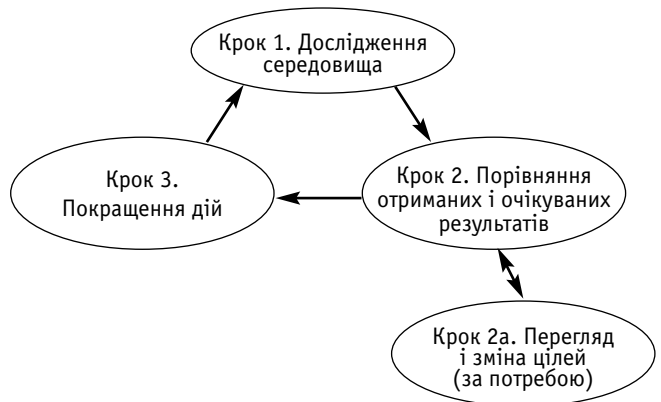 Крок 1. Дослідження
середовища
Крок 3.
Покращення дій
Крок 2. Порівняння
отриманих і очікуваних
результатів
Крок 2а. Перегляд
і зміна цілей
(за потребою)